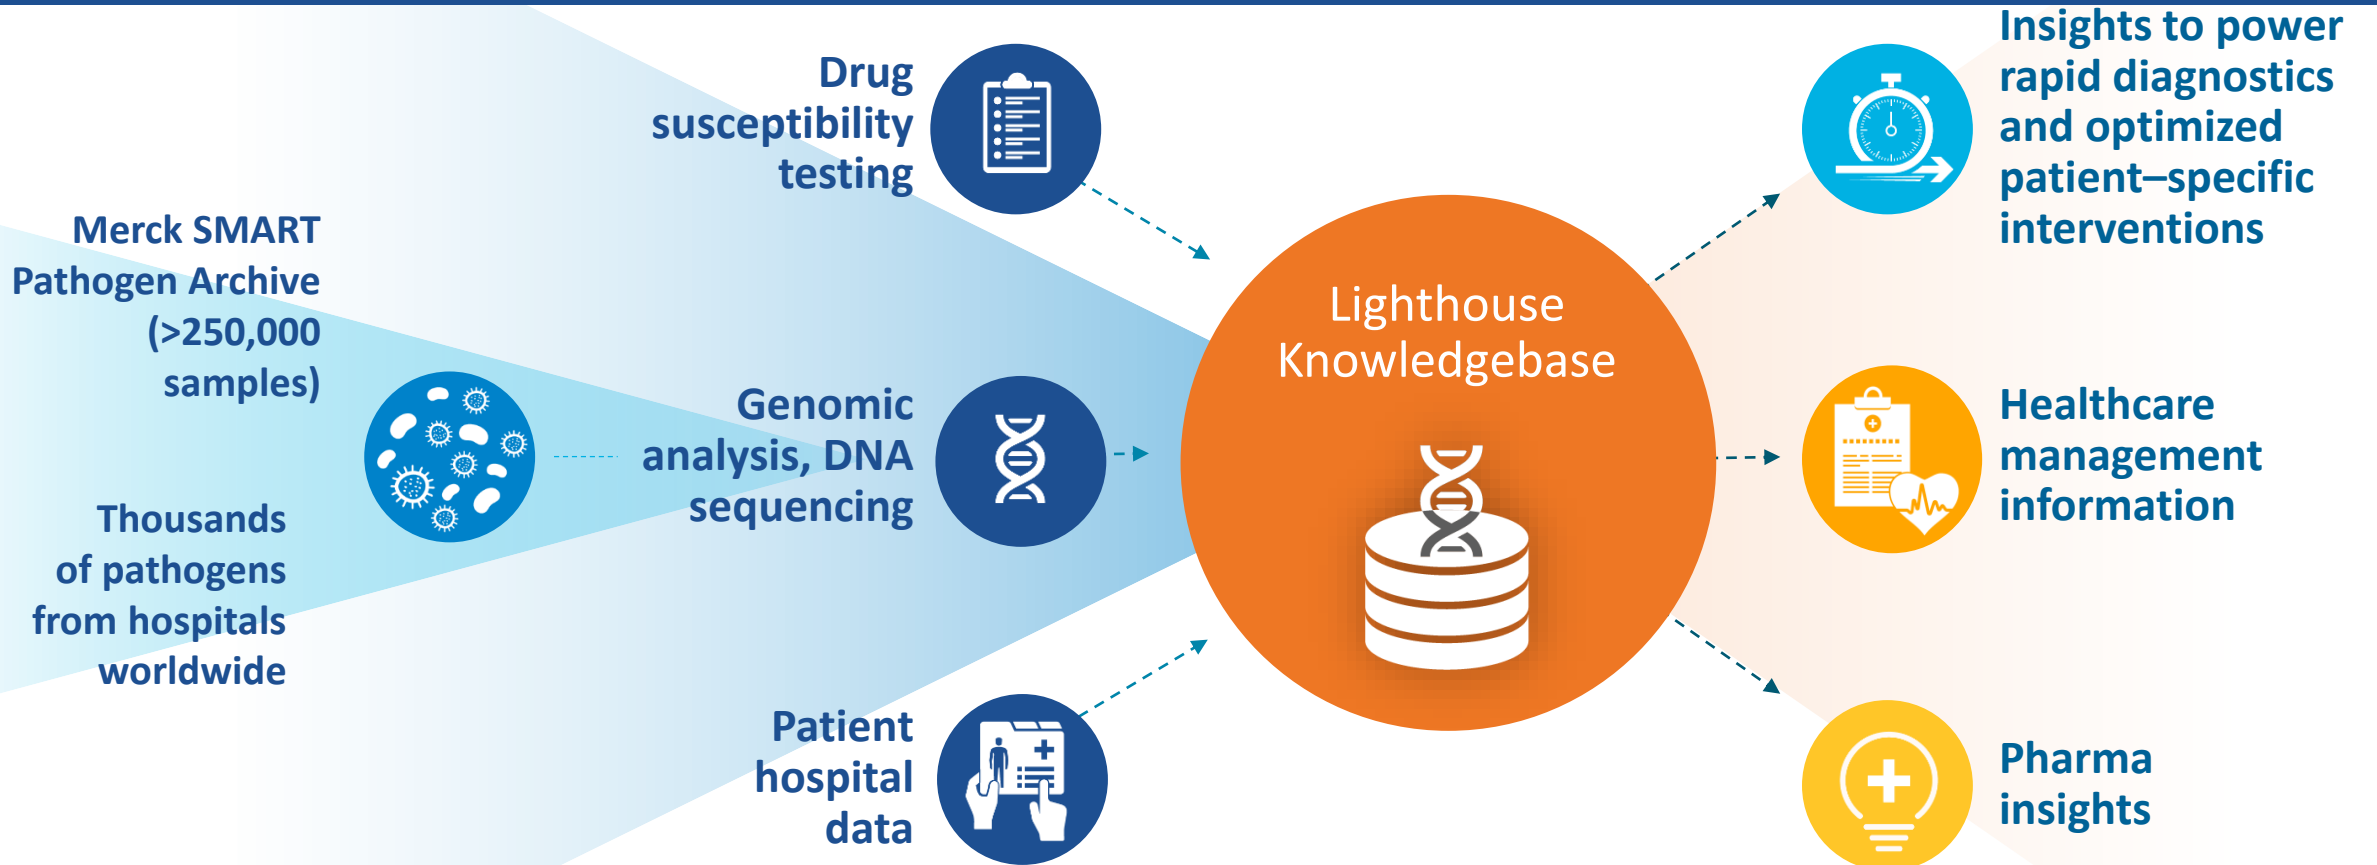 Merck SMART
Pathogen Archive
(>250,000
samples)
Thousands
of pathogens
from hospitals
worldwide
Drug
susceptibility
testing
Genomic
analysis, DNA
sequencing
Patient
hospital
data
Lighthouse
Knowledgebase
Insights to power
rapid diagnostics
and optimized
patient–specific
interventions
Healthcare
management
information
Pharma
insights